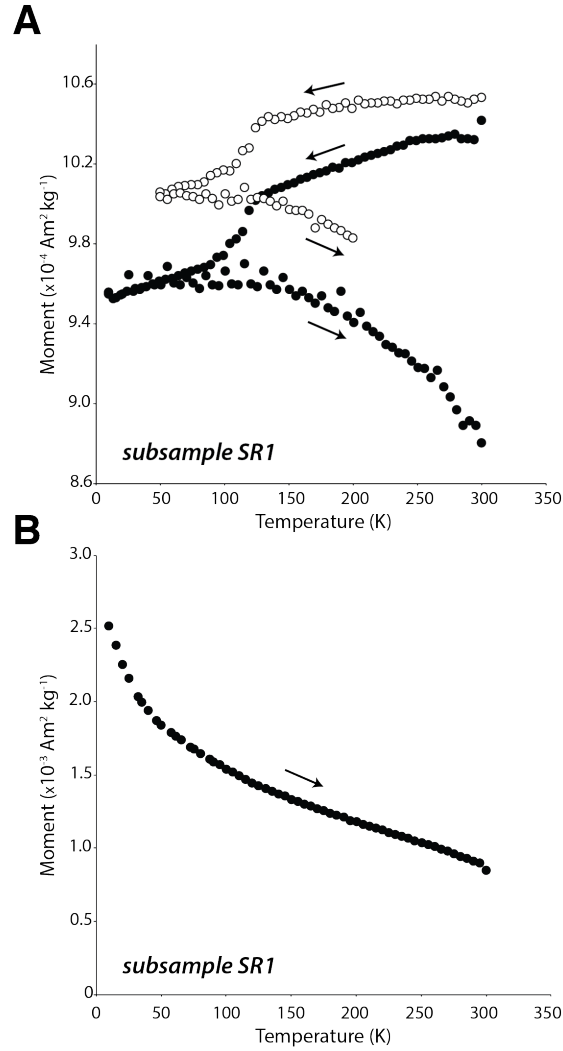 A
10.6
10.2
9.8
9.4
9.0
8.6
Moment (x10⁻⁴ Am² kg⁻¹)
subsample SR1
0 50 100 150 200 250 300 350
Temperature (K)
B
3.0
2.5
2.0
1.5
1.0
0.5
0
Moment (x10⁻³ Am² kg⁻¹)
subsample SR1
0 50 100 150 200 250 300 350
Temperature (K)